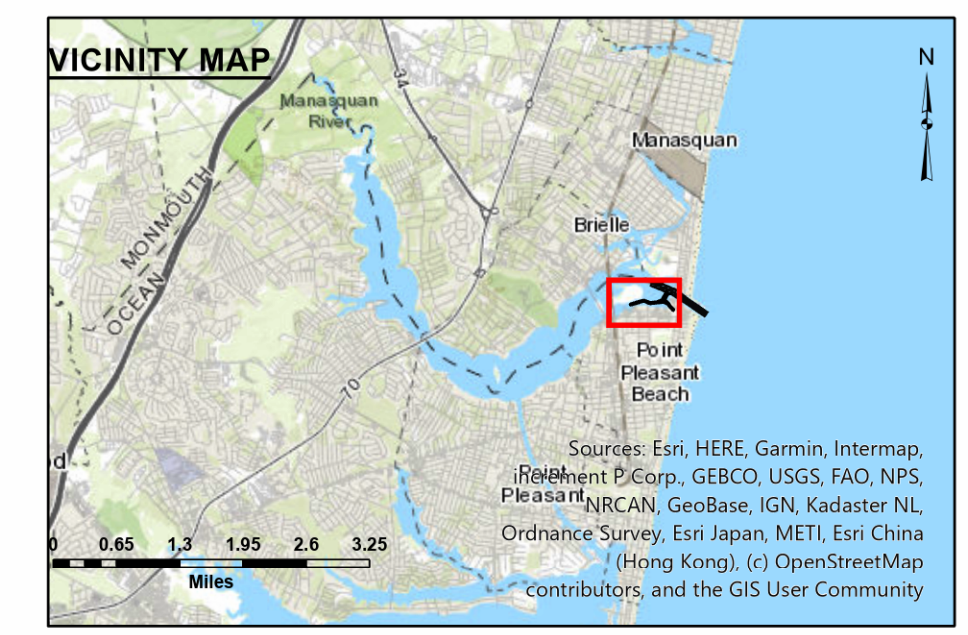 VICINITY MAP
N
34
Manasquan
River
Manasquan
MONMOUTH
OCEAN
Brielle
70
Point
Pleasant
Beach
Point
Pleasant
Sources: Esri, HERE, Garmin, Intermap,
increment P Corp., GEBCO, USGS, FAO, NPS,
NRCAN, GeoBase, IGN, Kadaster NL,
Ordnance Survey, Esri Japan, METI, Esri China
(Hong Kong), (c) OpenStreetMap
contributors, and the GIS User Community
od
0 0.65 1.3 1.95 2.6 3.25
Miles